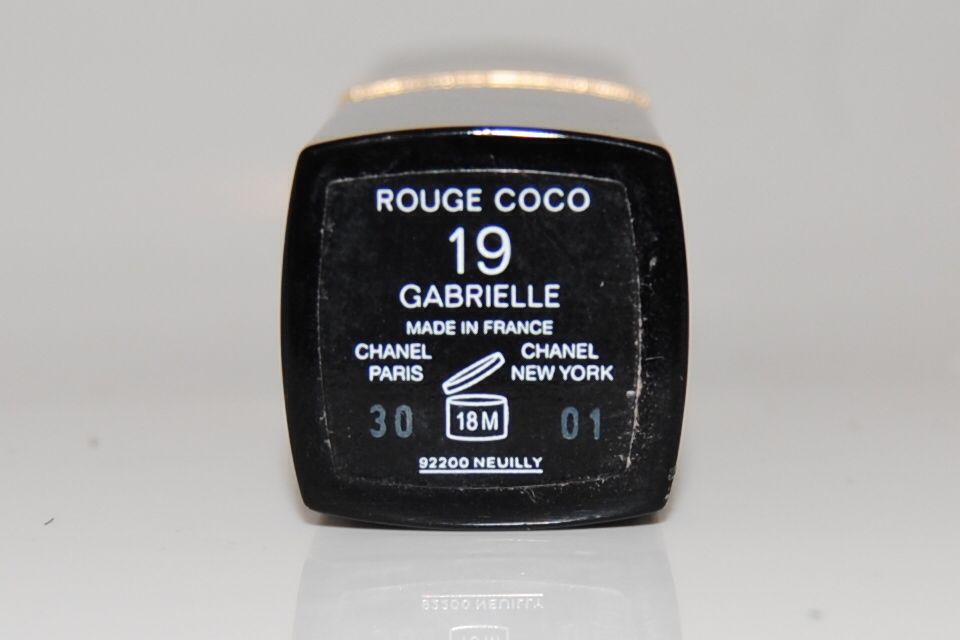 ROUGE COCO
19
GABRIELLE
MADE IN FRANCE
CHANEL PARIS
CHANEL NEW YORK
30
18M
01
92200 NEUILLY